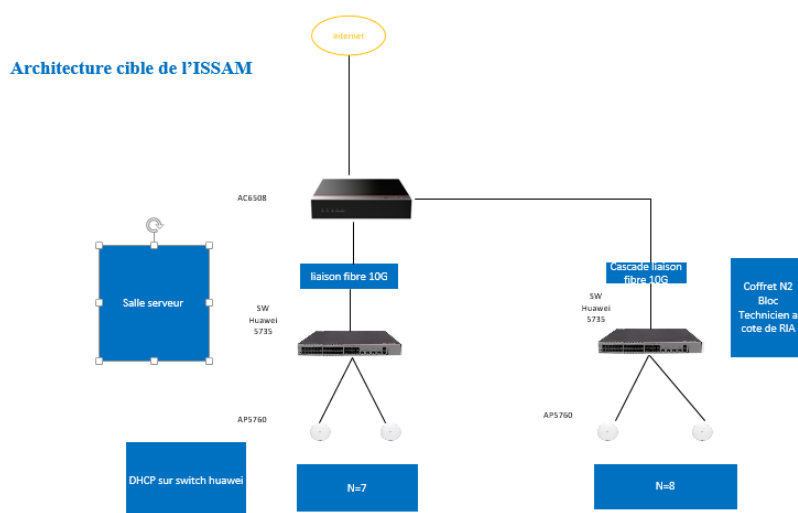 Internet
Architecture cible de l'ISSAM
AC6508
liaison fibre 10G
Cascade liaison
fibre 10G
Salle serveur
SW
Huawei
5735
SW
Huawei
5735
Coffret N2
Bloc
Technicien a
cote de RIA
AP5760
AP5760
DHCP sur switch huawei
N=7
N=8